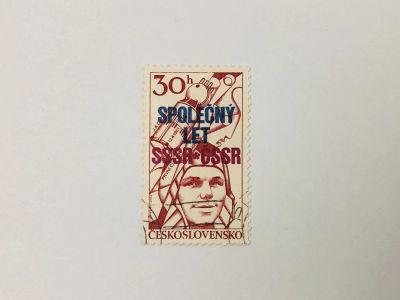 30h
SPOLEČNÝ
LET
SSSR*ČSSR
ČESKOSLOVENSKO